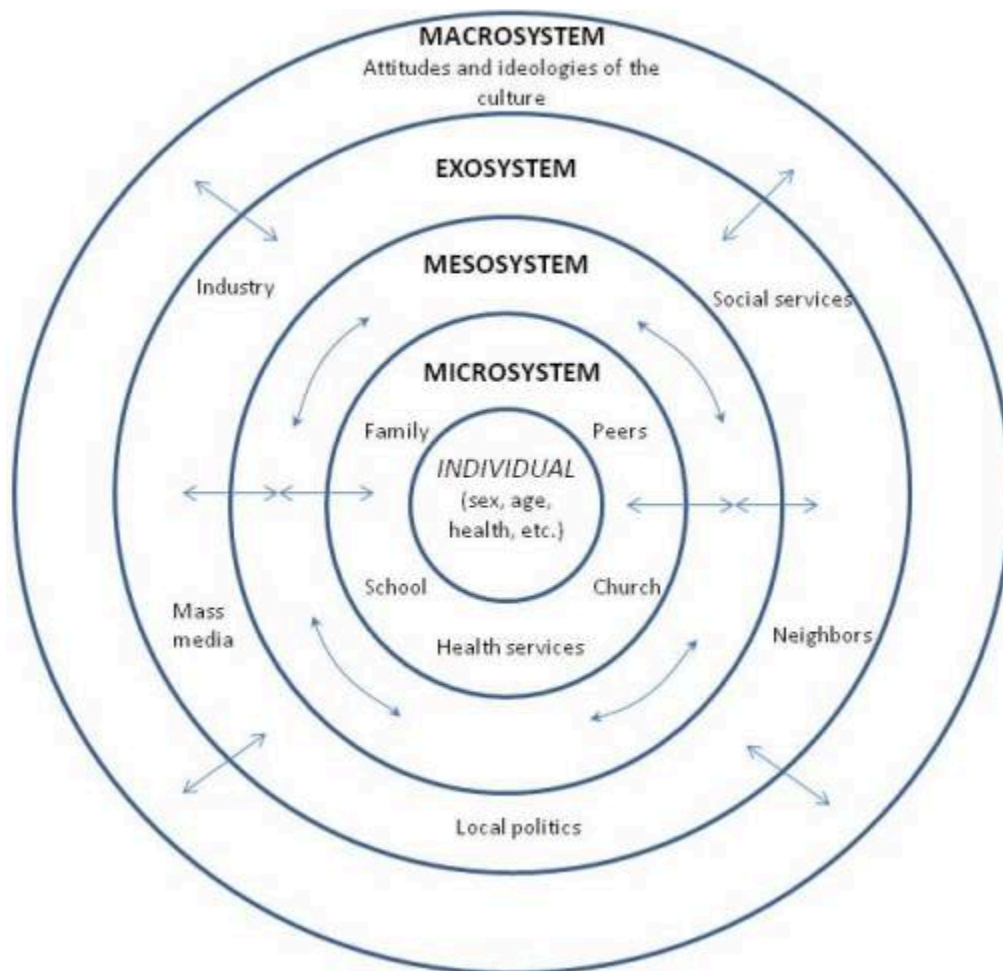 MACROSYSTEM
Attitudes and ideologies of the
culture
EXOSYSTEM
MESOSYSTEM
Industry
Social services
MICROSYSTEM
Family
Peers
INDIVIDUAL
(sex, age,
health, etc.)
School
Church
Mass
media
Health services
Neighbors
Local politics